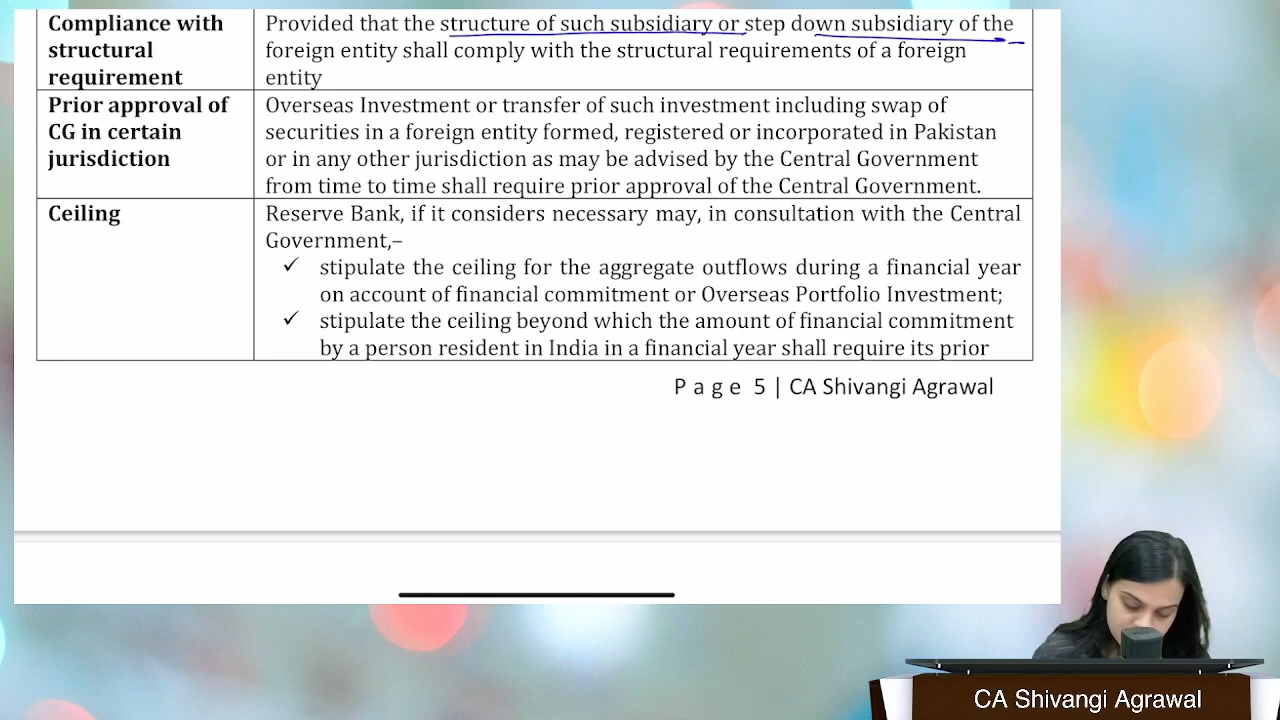 Compliance with
structural
requirement
Provided that the structure of such subsidiary or step down subsidiary of the
foreign entity shall comply with the structural requirements of a foreign
entity
Prior approval of
CG in certain
jurisdiction
Overseas Investment or transfer of such investment including swap of
securities in a foreign entity formed, registered or incorporated in Pakistan
or in any other jurisdiction as may be advised by the Central Government
from time to time shall require prior approval of the Central Government.
Ceiling
Reserve Bank, if it considers necessary may, in consultation with the Central
Government,–
✓ stipulate the ceiling for the aggregate outflows during a financial year
on account of financial commitment or Overseas Portfolio Investment;
✓ stipulate the ceiling beyond which the amount of financial commitment
by a person resident in India in a financial year shall require its prior
P a g e 5 | CA Shivangi Agrawal
CA Shivangi Agrawal